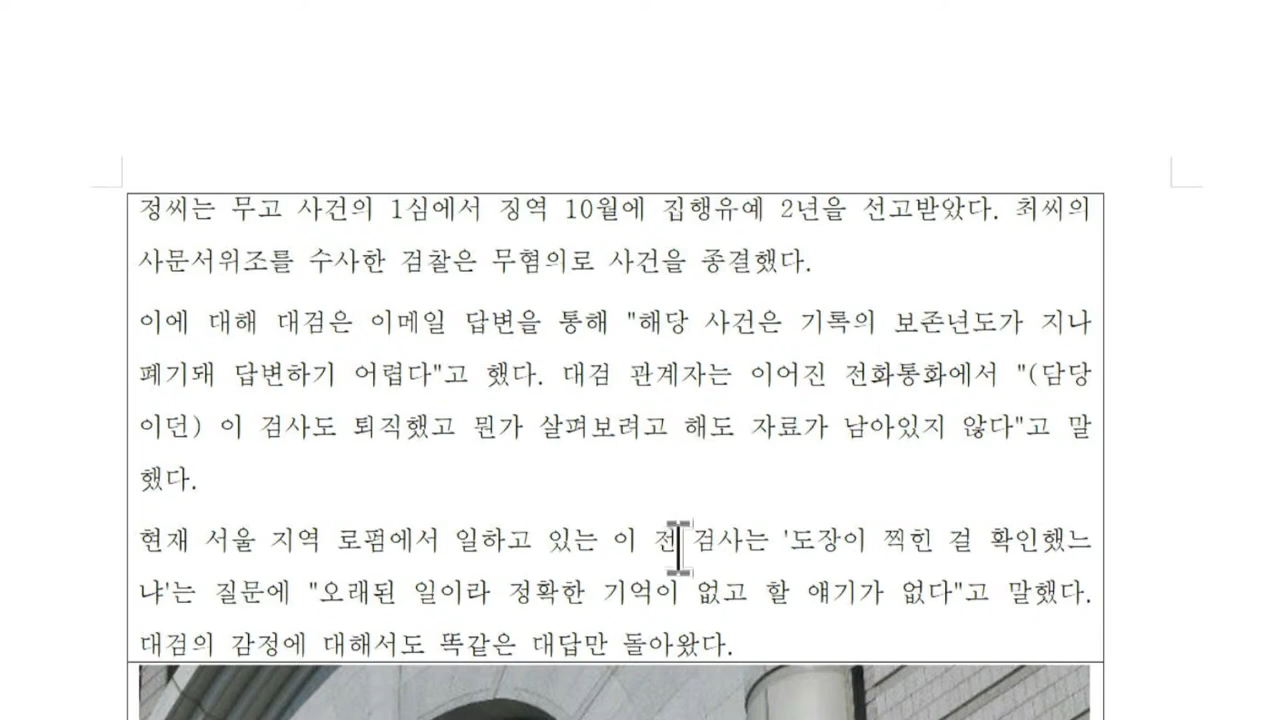 정씨는 무고 사건의 1심에서 징역 10월에 집행유예 2년을 선고받았다. 최씨의
사문서위조를 수사한 검찰은 무혐의로 사건을 종결했다.
이에 대해 대검은 이메일 답변을 통해 "해당 사건은 기록의 보존년도가 지나
폐기돼 답변하기 어렵다"고 했다. 대검 관계자는 이어진 전화통화에서 "(담당
이던) 이 검사도 퇴직했고 뭔가 살펴보려고 해도 자료가 남아있지 않다"고 말
했다.
현재 서울 지역 로펌에서 일하고 있는 이 전 검사는 '도장이 찍힌 걸 확인했느
냐'는 질문에 "오래된 일이라 정확한 기억이 없고 할 얘기가 없다"고 말했다.
대검의 감정에 대해서도 똑같은 대답만 돌아왔다.